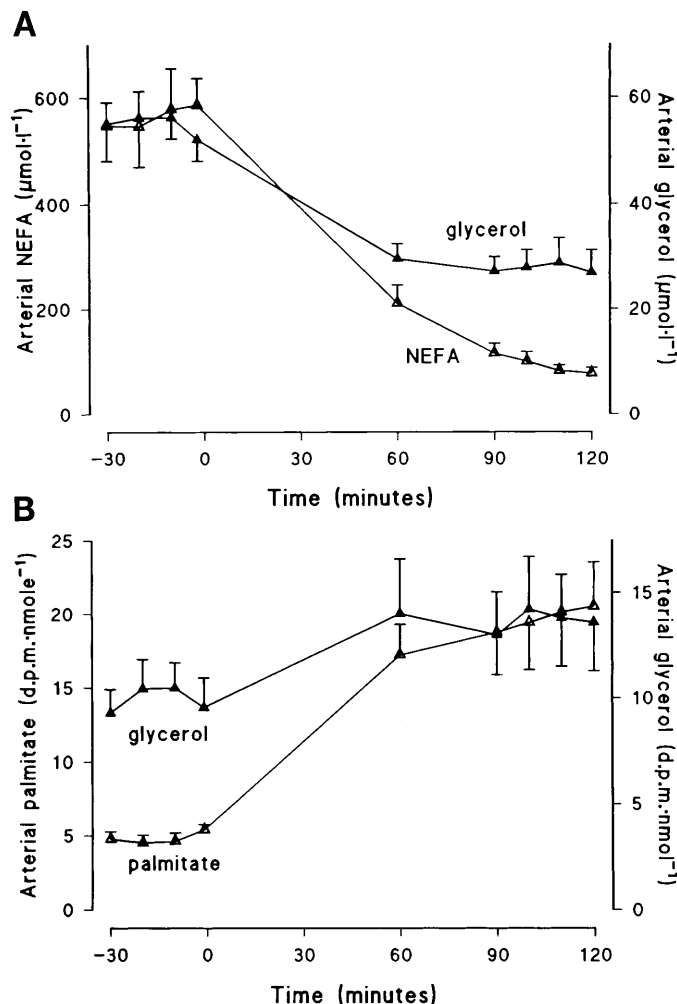 A
Arterial NEFA (μmol·l⁻¹)
600
400
200
0
60
40
20
0
Arterial glycerol (μmol·l⁻¹)
glycerol
NEFA
−30 0 30 60 90 120
Time (minutes)
B
Arterial palmitate (d.p.m.·nmole⁻¹)
25
20
15
10
5
0
15
10
5
0
Arterial glycerol (d.p.m.·nmol⁻¹)
glycerol
palmitate
−30 0 30 60 90 120
Time (minutes)